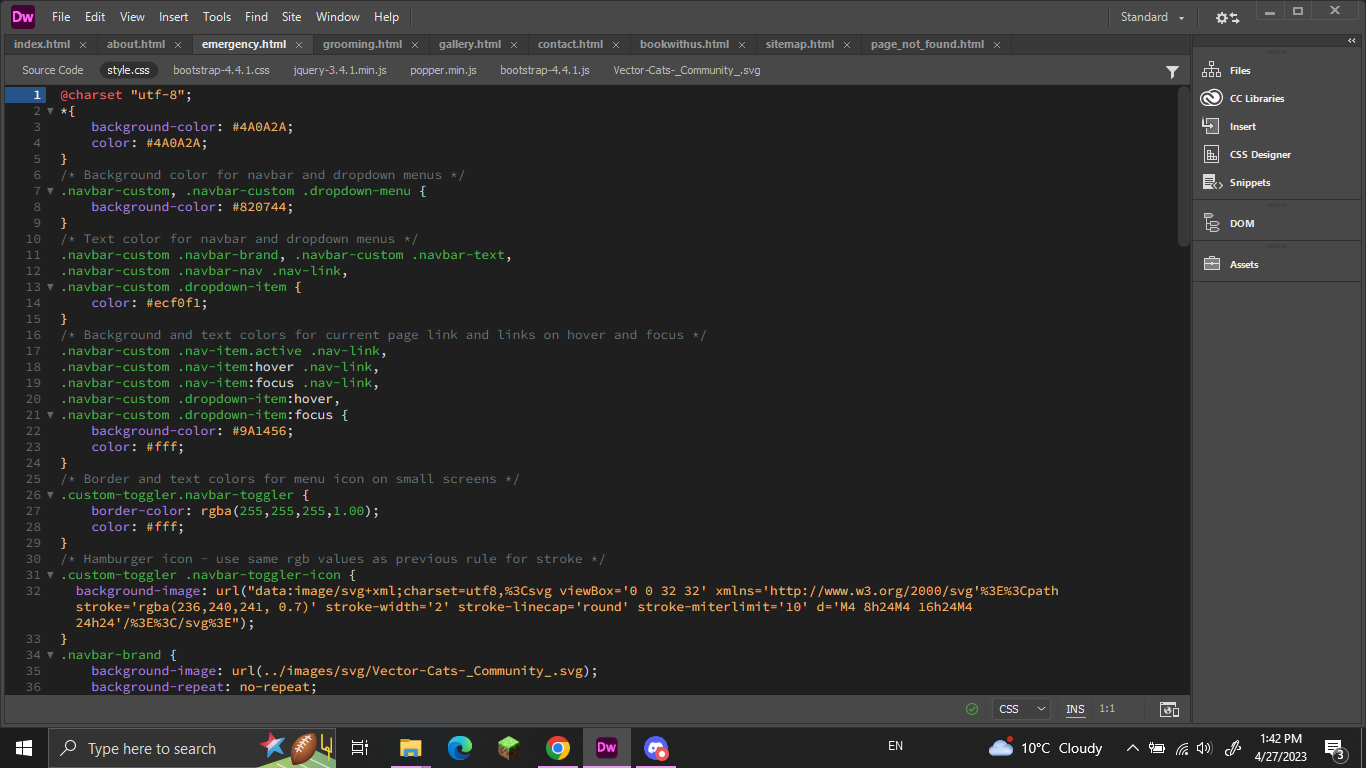 Dw File Edit View Insert Tools Find Site Window Help Standard
index.html about.html emergency.html grooming.html gallery.html contact.html bookwithus.html sitemap.html page_not_found.html
Source Code style.css bootstrap-4.4.1.css jquery-3.4.1.min.js popper.min.js bootstrap-4.4.1.js Vector-Cats-_Community_.svg
1 @charset "utf-8";
2 *{
3 background-color: #4A0A2A;
4 color: #4A0A2A;
5 }
6 /* Background color for navbar and dropdown menus */
7 .navbar-custom, .navbar-custom .dropdown-menu {
8 background-color: #820744;
9 }
10 /* Text color for navbar and dropdown menus */
11 .navbar-custom .navbar-brand, .navbar-custom .navbar-text,
12 .navbar-custom .navbar-nav .nav-link,
13 .navbar-custom .dropdown-item {
14 color: #ecf0f1;
15 }
16 /* Background and text colors for current page link and links on hover and focus */
17 .navbar-custom .nav-item.active .nav-link,
18 .navbar-custom .nav-item:hover .nav-link,
19 .navbar-custom .nav-item:focus .nav-link,
20 .navbar-custom .dropdown-item:hover,
21 .navbar-custom .dropdown-item:focus {
22 background-color: #9A1456;
23 color: #fff;
24 }
25 /* Border and text colors for menu icon on small screens */
26 .custom-toggler.navbar-toggler {
27 border-color: rgba(255,255,255,1.00);
28 color: #fff;
29 }
30 /* Hamburger icon - use same rgb values as previous rule for stroke */
31 .custom-toggler .navbar-toggler-icon {
32 background-image: url("data:image/svg+xml;charset=utf8,%3Csvg viewBox='0 0 32 32' xmlns='http://www.w3.org/2000/svg'%3E%3Cpath
stroke='rgba(236,240,241, 0.7)' stroke-width='2' stroke-linecap='round' stroke-miterlimit='10' d='M4 8h24M4 16h24M4
24h24'/%3E%3C/svg%3E");
33 }
34 .navbar-brand {
35 background-image: url(../images/svg/Vector-Cats-_Community_.svg);
36 background-repeat: no-repeat;
CSS INS 1:1
Files
CC Libraries
Insert
CSS Designer
Snippets
DOM
Assets
Type here to search
Dw
EN
10°C Cloudy
1:42 PM
4/27/2023
3